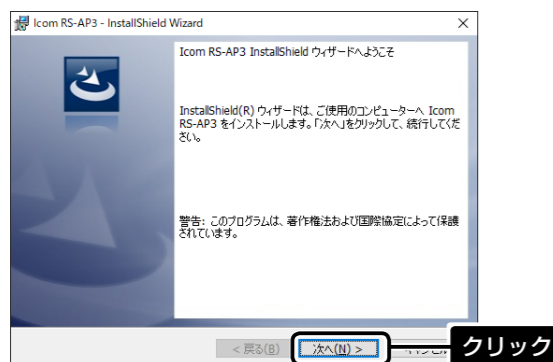 Icom RS-AP3 - InstallShield Wizard
Icom RS-AP3 InstallShield ウィザードへようこそ
InstallShield(R) ウィザードは、ご使用のコンピューターへ Icom
RS-AP3 をインストールします。「次へ」をクリックして、続行してくだ
さい。
警告: このプログラムは、著作権法および国際協定によって保護
されています。
< 戻る(B) 次へ(N) >
クリック